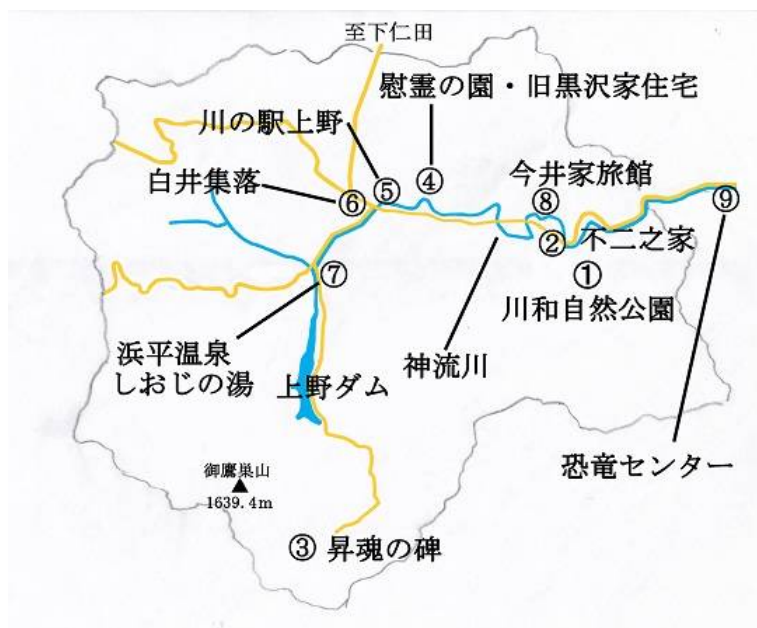 至下仁田
慰霊の園・旧黒沢家住宅
川の駅上野
今井家旅館
白井集落
⑤
④
⑥
⑧
⑨
②
不二之家
⑦
①
川和自然公園
浜平温泉
しおじの湯
上野ダム
神流川
御鷹巣山
1639.4m
恐竜センター
③ 昇魂の碑